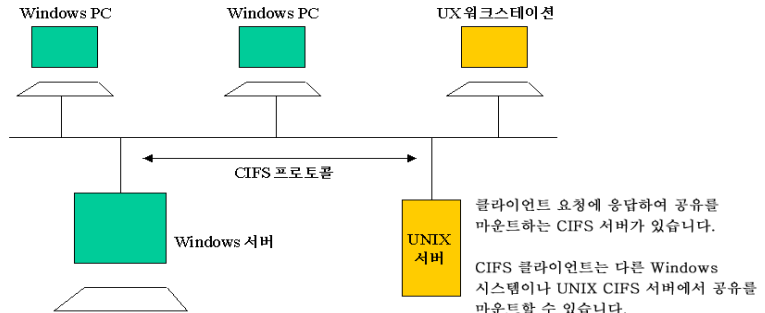 Windows PC
Windows PC
UX 워크스테이션
CIFS 프로토콜
Windows 서버
UNIX
서버
클라이언트 요청에 응답하여 공유를
마운트하는 CIFS 서버가 있습니다.
CIFS 클라이언트는 다른 Windows
시스템이나 UNIX CIFS 서버에서 공유를
마운트할 수 있습니다.